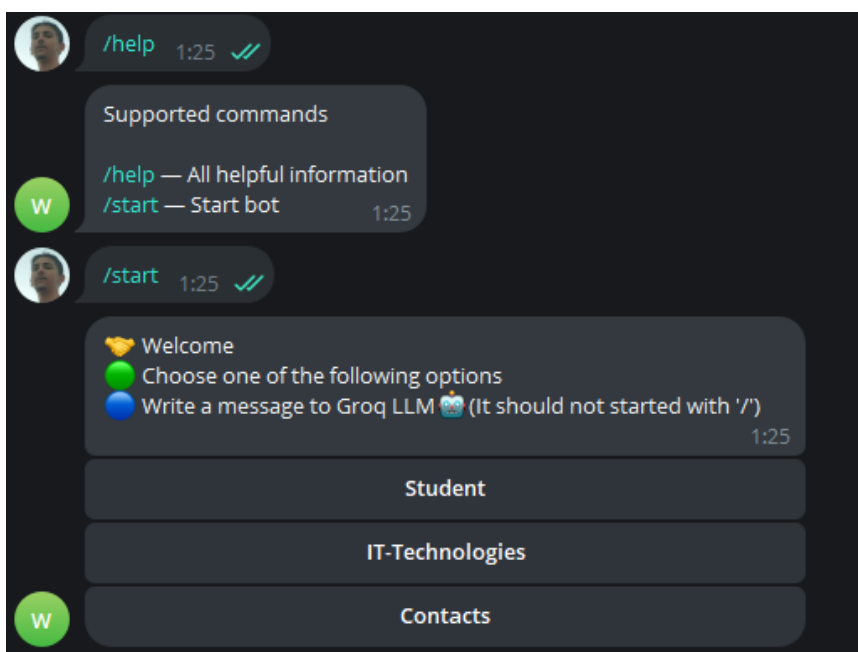 /help 1:25
Supported commands
/help — All helpful information
/start — Start bot 1:25
W
/start 1:25
🤝 Welcome
🟢 Choose one of the following options
🔵 Write a message to Groq LLM🤖(It should not started with '/')
1:25
Student
IT-Technologies
Contacts
W